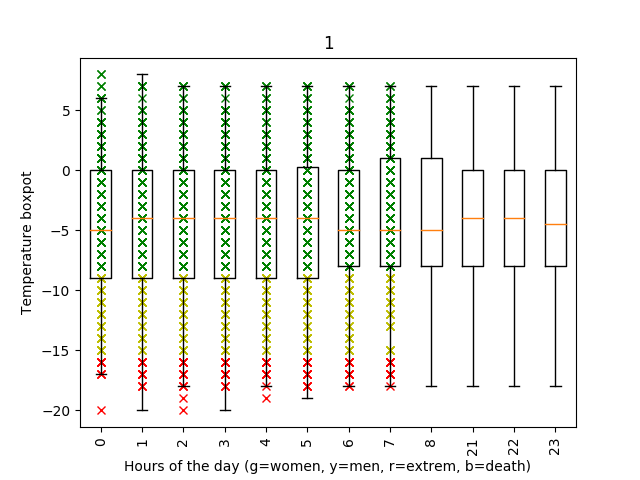 1
Temperature boxpot
5
0
−5
−10
−15
−20
0 1 2 3 4 5 6 7 8 21 22 23
Hours of the day (g=women, y=men, r=extrem, b=death)